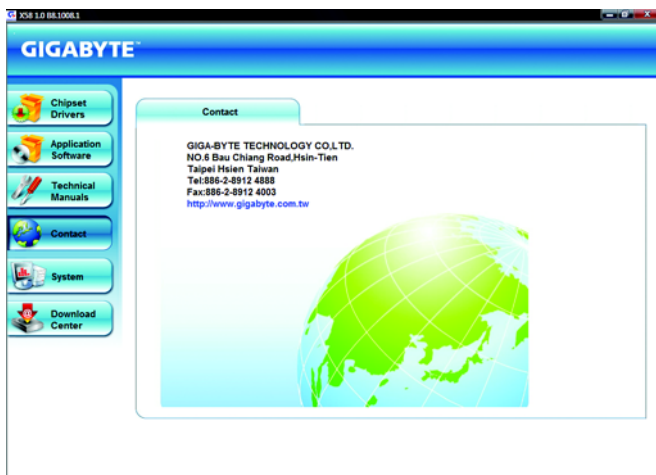 X58 1.0 B8.1008.1
GIGABYTE™
Chipset
Drivers
Application
Software
Technical
Manuals
Contact
System
Download
Center
Contact
GIGA-BYTE TECHNOLOGY CO,LTD.
NO.6 Bau Chiang Road,Hsin-Tien
Taipei Hsien Taiwan
Tel:886-2-8912 4888
Fax:886-2-8912 4003
http://www.gigabyte.com.tw